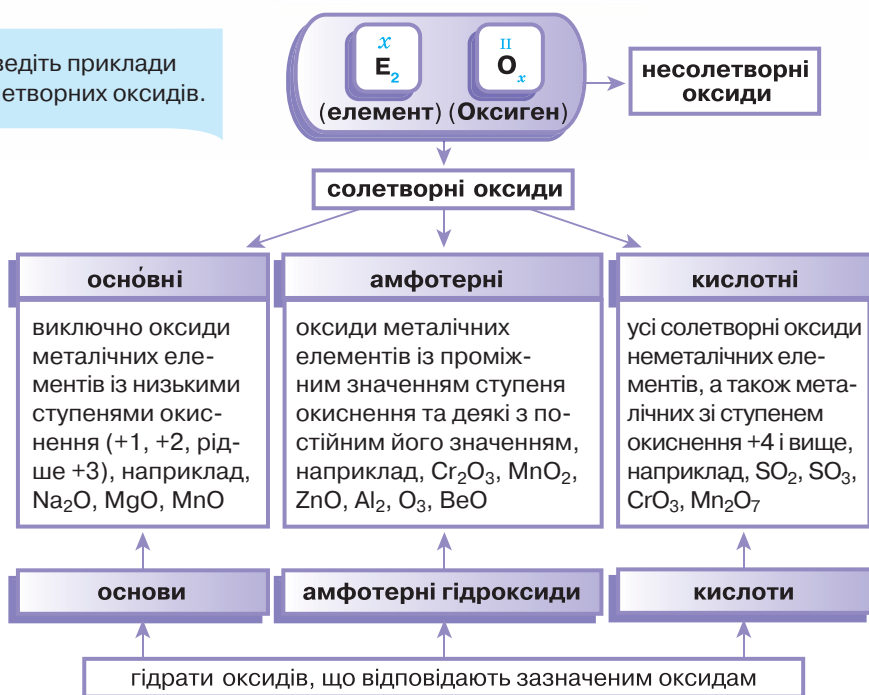 ведіть приклади
летворних оксидів.
x II
E₂ Oₓ
(елемент) (Оксиген)
несолетворні
оксиди
солетворні оксиди
осно́вні
виключно оксиди
металічних еле-
ментів із низькими
ступенями окис-
нення (+1, +2, рід-
ше +3), наприклад,
Na₂O, MgO, MnO
амфотерні
оксиди металічних
елементів із проміж-
ним значенням ступеня
окиснення та деякі з по-
стійним його значенням,
наприклад, Cr₂O₃, MnO₂,
ZnO, Al₂, O₃, BeO
кислотні
усі солетворні оксиди
неметалічних еле-
ментів, а також мета-
лічних зі ступенем
окиснення +4 і вище,
наприклад, SO₂, SO₃,
CrO₃, Mn₂O₇
основи
амфотерні гідроксиди
кислоти
гідрати оксидів, що відповідають зазначеним оксидам